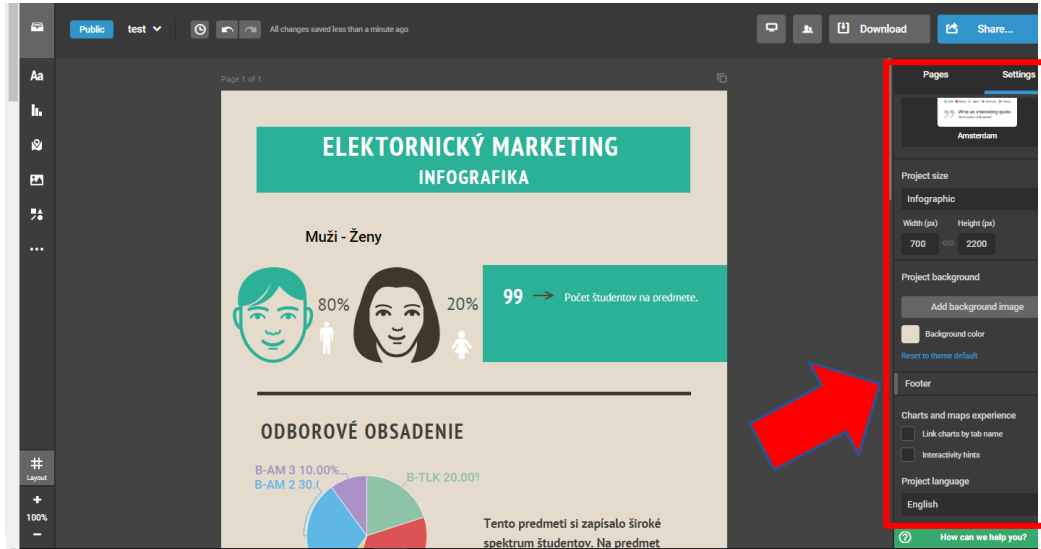 Public
test
All changes saved less than a minute ago
Download
Share...
Aa
Page 1 of 1
Pages
Settings
ELEKTORNICKÝ MARKETING
INFOGRAFIKA
Write an interesting quote
Amsterdam
Project size
Infographic
Width (px)
Height (px)
700
2200
Muži - Ženy
80%
20%
99
Počet študentov na predmete.
Project background
Add background image
Background color
Reset to theme default
Footer
Charts and maps experience
Link charts by tab name
Interactivity hints
Project language
English
ODBOROVÉ OBSADENIE
B-AM 3 10.00%
B-AM 2 30.
B-TLK 20.00
Tento predmeti si zapísalo široké
spektrum študentov. Na predmet
Layout
100%
How can we help you?